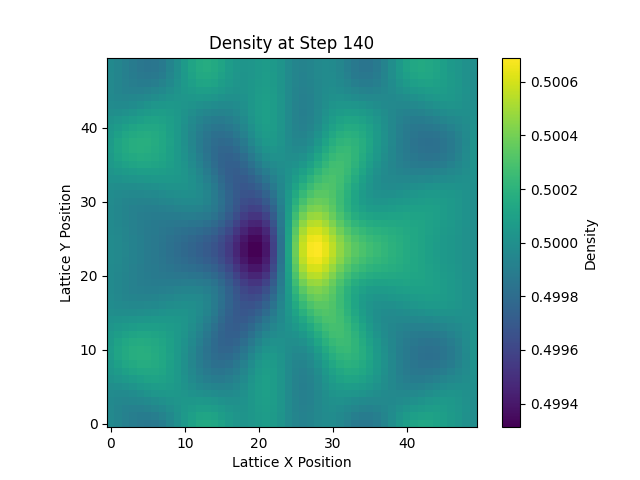 Density at Step 140
Lattice Y Position
40
30
20
10
0
0 10 20 30 40
Lattice X Position
0.5006
0.5004
0.5002
0.5000
0.4998
0.4996
0.4994
Density